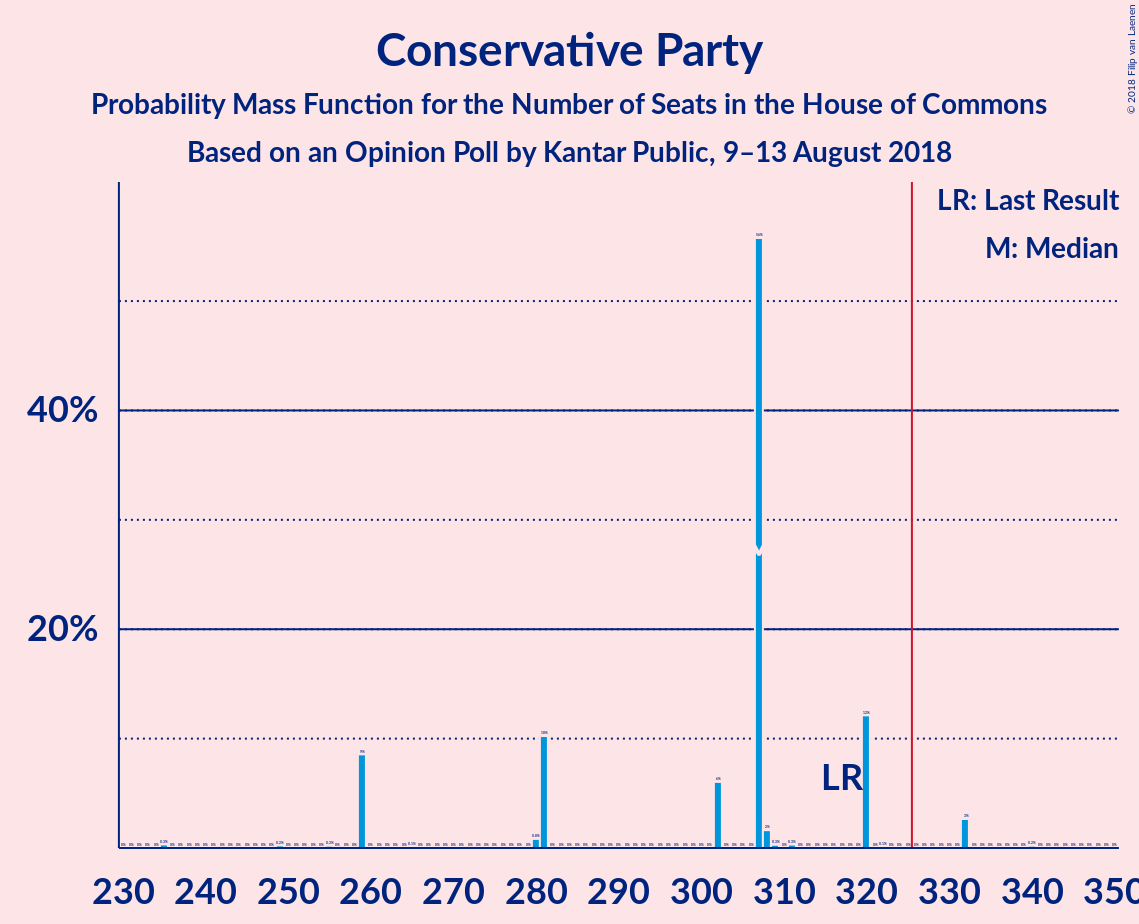 Conservative Party
Probability Mass Function for the Number of Seats in the House of Commons
Based on an Opinion Poll by Kantar Public, 9–13 August 2018
© 2018 Filip van Laenen
LR: Last Result
M: Median
40%
20%
LR
230 240 250 260 270 280 290 300 310 320 330 340 350